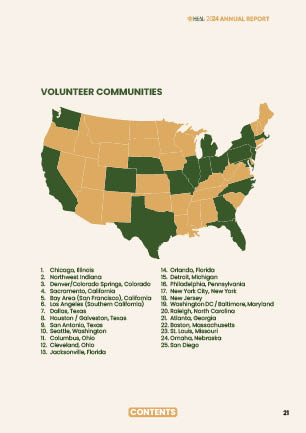 HEAL 2024 ANNUAL REPORT
VOLUNTEER COMMUNITIES
1. Chicago, Illinois
2. Northwest Indiana
3. Denver/Colorado Springs, Colorado
4. Sacramento, California
5. Bay Area (San Francisco), California
6. Los Angeles (Southern California)
7. Dallas, Texas
8. Houston / Galveston, Texas
9. San Antonio, Texas
10. Seattle, Washington
11. Columbus, Ohio
12. Cleveland, Ohio
13. Jacksonville, Florida
14. Orlando, Florida
15. Detroit, Michigan
16. Philadelphia, Pennsylvania
17. New York City, New York
18. New Jersey
19. Washington DC / Baltimore, Maryland
20. Raleigh, North Carolina
21. Atlanta, Georgia
22. Boston, Massachusetts
23. St. Louis, Missouri
24. Omaha, Nebraska
25. San Diego
CONTENTS
21